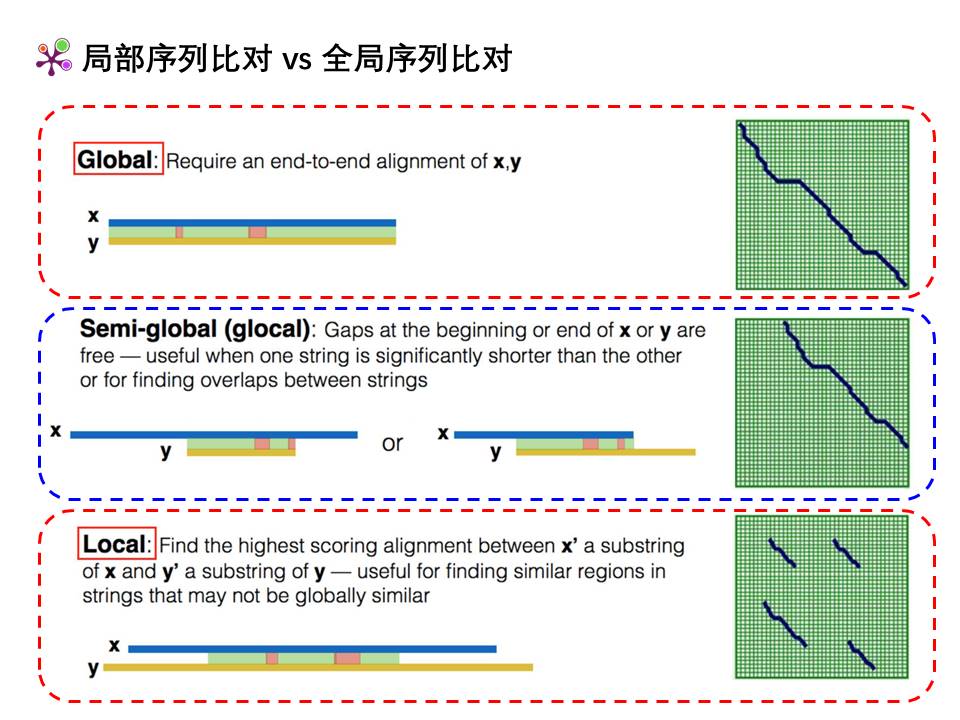 局部序列比对 vs 全局序列比对
Global: Require an end-to-end alignment of x,y
x
y
Semi-global (glocal): Gaps at the beginning or end of x or y are
free — useful when one string is significantly shorter than the other
or for finding overlaps between strings
x
y
or
x
y
Local: Find the highest scoring alignment between x’ a substring
of x and y’ a substring of y — useful for finding similar regions in
strings that may not be globally similar
x
y